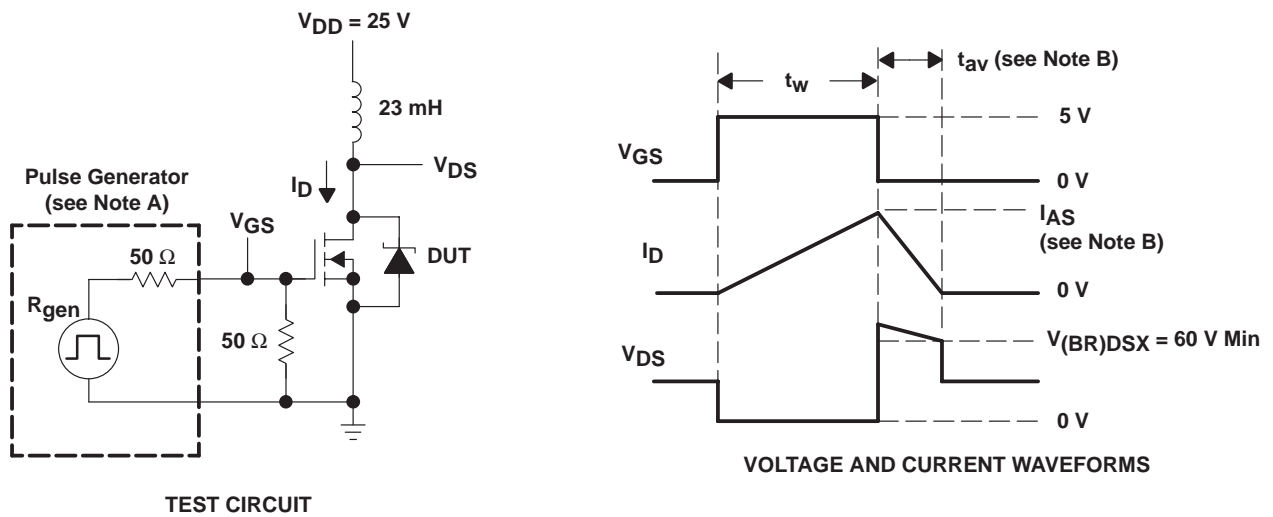 VDD = 25 V
23 mH
VDS
ID
Pulse Generator
(see Note A)
VGS
50 Ω
DUT
Rgen
50 Ω
TEST CIRCUIT
tw
tav (see Note B)
5 V
VGS
0 V
IAS
(see Note B)
ID
0 V
V(BR)DSX = 60 V Min
VDS
0 V
VOLTAGE AND CURRENT WAVEFORMS